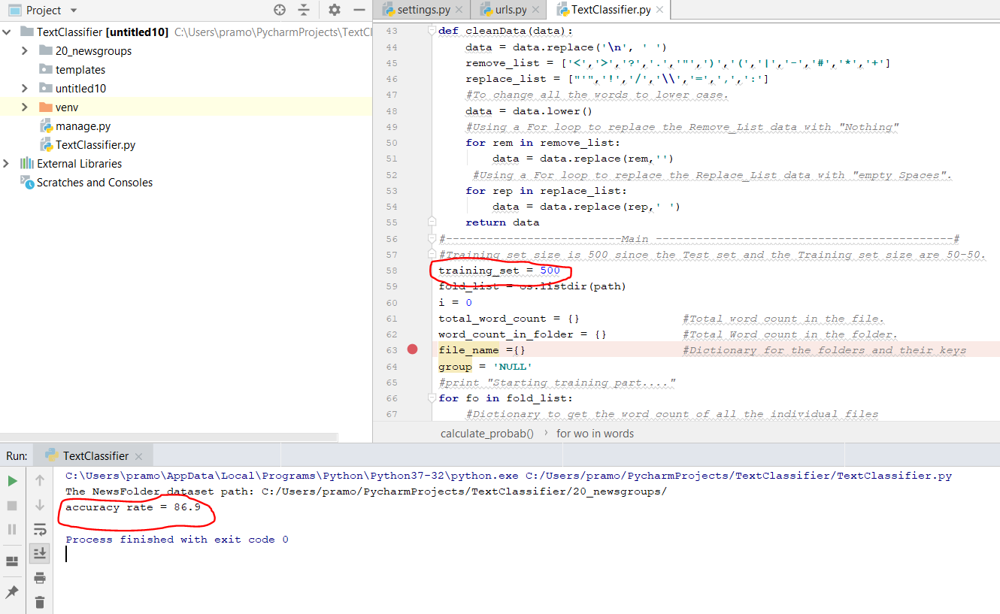 Project
settings.py
urls.py
TextClassifier.py
TextClassifier [untitled10] C:\Users\pramo\PycharmProjects\TextCl
20_newsgroups
templates
untitled10
venv
manage.py
TextClassifier.py
External Libraries
Scratches and Consoles
43 def cleanData(data):
44 data = data.replace('\n', ' ')
45 remove_list = ['<','>','?','.','"',')','(','|','-','#','*','+']
46 replace_list = ["'",'!','/','\\','=',',',':']
47 #To change all the words to lower case.
48 data = data.lower()
49 #Using a For loop to replace the Remove_List data with "Nothing"
50 for rem in remove_list:
51 data = data.replace(rem,'')
52 #Using a For loop to replace the Replace_List data with "empty Spaces".
53 for rep in replace_list:
54 data = data.replace(rep,' ')
55 return data
56 #--------------------------Main --------------------------------------------#
57 #Training set size is 500 since the Test set and the Training set size are 50-50.
58 training_set = 500
59 fold_list = os.listdir(path)
60 i = 0
61 total_word_count = {} #Total word count in the file.
62 word_count_in_folder = {} #Total Word count in the folder.
63 file_name ={} #Dictionary for the folders and their keys
64 group = 'NULL'
65 #print "Starting training part...."
66 for fo in fold_list:
67 #Dictionary to get the word count of all the individual files
calculate_probab() › for wo in words
Run: TextClassifier
C:\Users\pramo\AppData\Local\Programs\Python\Python37-32\python.exe C:/Users/pramo/PycharmProjects/TextClassifier/TextClassifier.py
The NewsFolder dataset path: C:/Users/pramo/PycharmProjects/TextClassifier/20_newsgroups/
accuracy rate = 86.9
Process finished with exit code 0